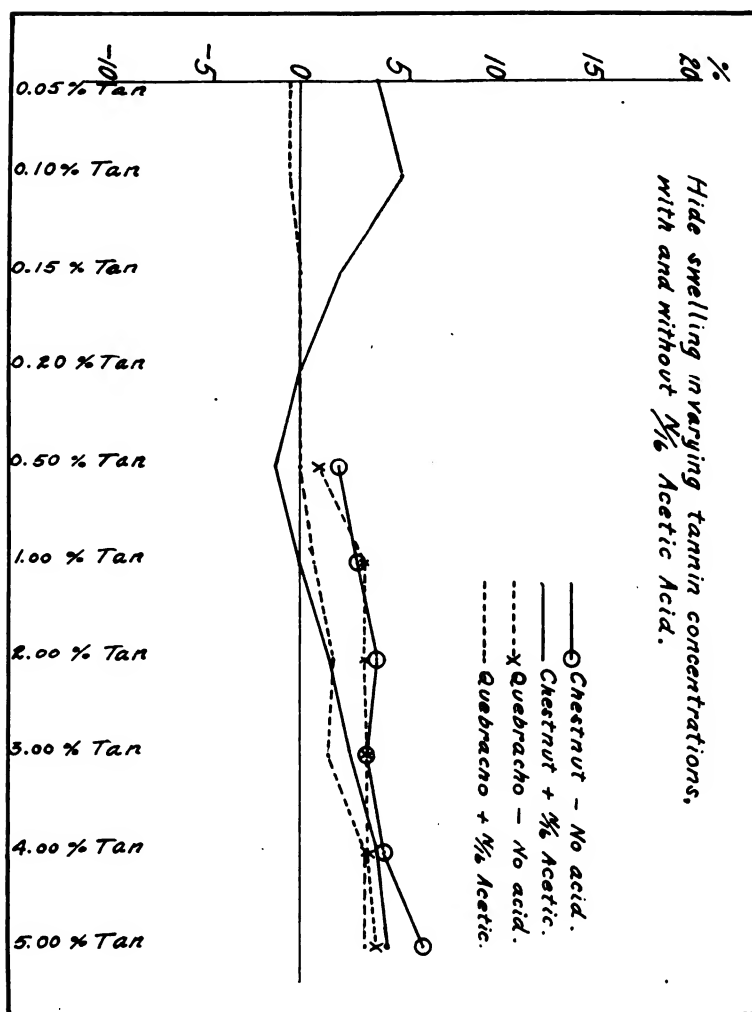 %
-10
-5
0
5
10
15
20
0.05 % Tan
0.10 % Tan
0.15 % Tan
0.20 % Tan
0.50 % Tan
1.00 % Tan
2.00 % Tan
3.00 % Tan
4.00 % Tan
5.00 % Tan
Hide swelling in varying tannin concentrations,
with and without N/16 Acetic Acid.
Chestnut - No acid.
Chestnut + N/16 Acetic.
Quebracho - No acid.
Quebracho + N/16 Acetic.